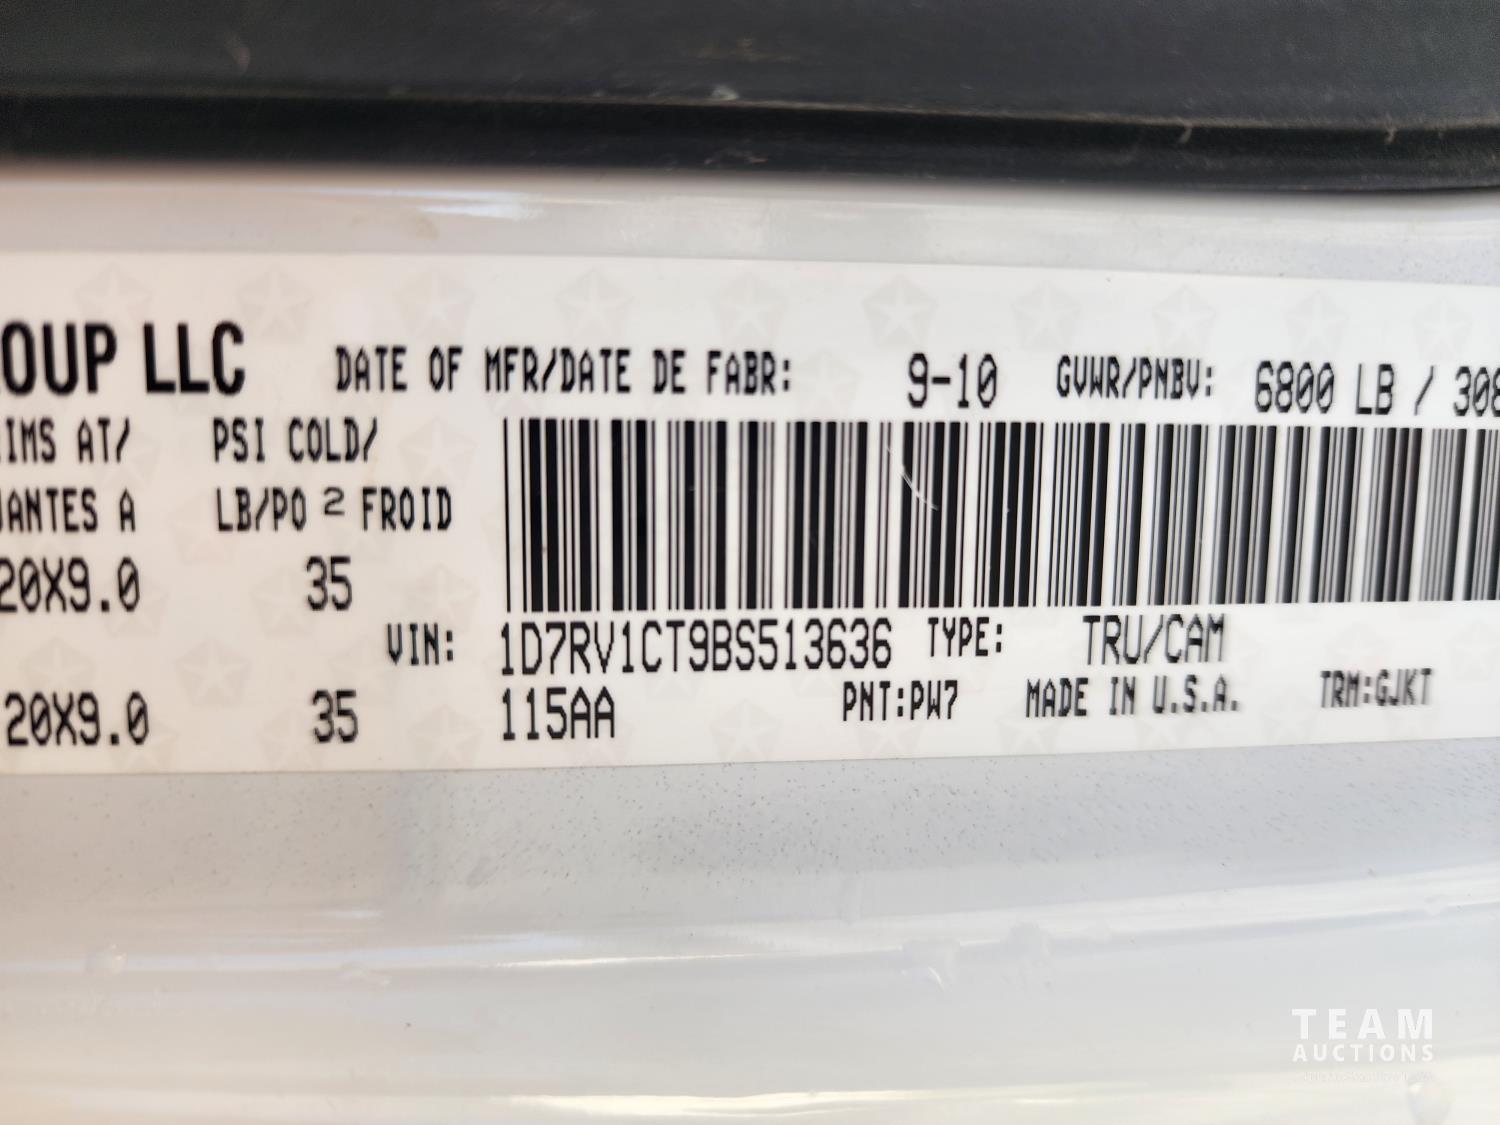 OUP LLC DATE OF MFR/DATE DE FABR: 9-10 GVWR/PNBV: 6800 LB / 308
IMS AT/ PSI COLD/
ANTES A LB/PO 2 FROID
20X9.0 35
VIN: 1D7RV1CT9BS513636 TYPE: TRU/CAM
20X9.0 35 115AA PNT:PW7 MADE IN U.S.A. TRM:GJKT
TEAM
AUCTIONS